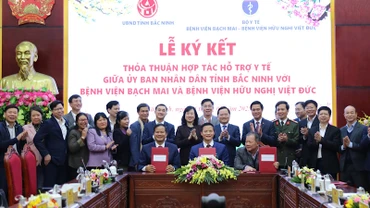 UBND TỈNH BẮC NINH
BỘ Y TẾ
BỆNH VIỆN BẠCH MAI - BỆNH VIỆN HỮU NGHỊ VIỆT ĐỨC
LỄ KÝ KẾT
THỎA THUẬN HỢP TÁC HỖ TRỢ Y TẾ
GIỮA ỦY BAN NHÂN DÂN TỈNH BẮC NINH VỚI
BỆNH VIỆN BẠCH MAI VÀ BỆNH VIỆN HỮU NGHỊ VIỆT ĐỨC